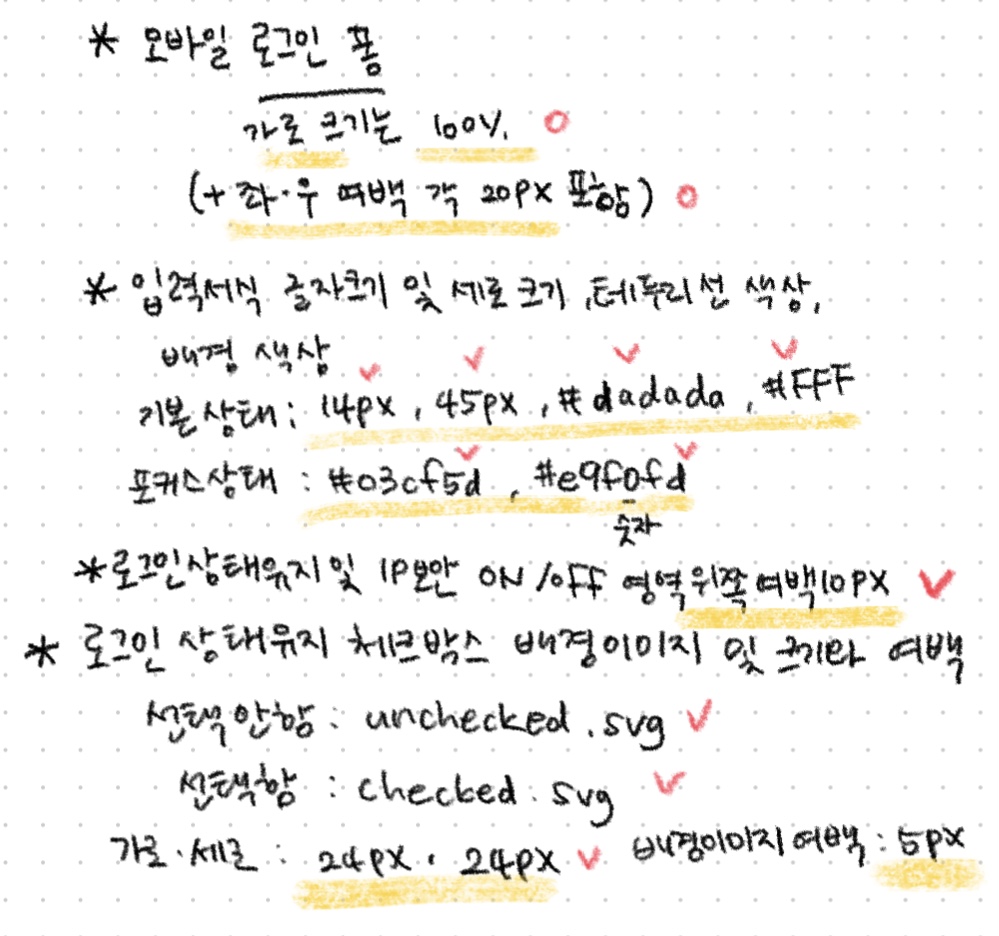 * 모바일 로그인 폼
가로 크기는 100%
(+ 좌·우 여백 각 20px 포함)
* 입력서식 글자크기 및 세로 크기, 테두리선 색상,
배경 색상
기본 상태 : 14px, 45px, #dadada, #FFF
포커스상태 : #03cf5d, #e9f0fd
숫자
* 로그인상태유지 및 IP보안 ON/OFF 영역 위쪽여백10PX
* 로그인 상태유지 체크박스 배경이미지 및 크기와 여백
선택안함 : unchecked.svg
선택함 : checked.svg
가로·세로 : 24px · 24px 배경이미지 여백 : 5px